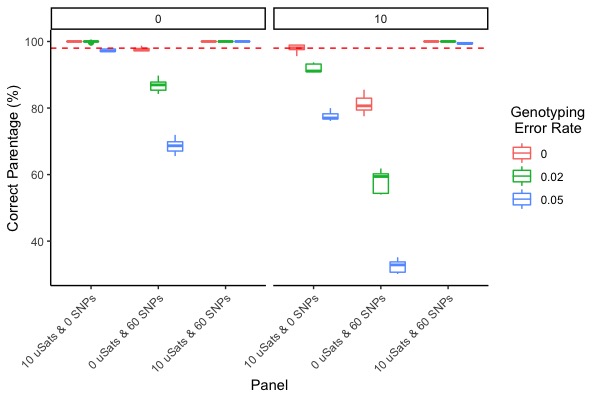 0
10
Correct Parentage (%)
100
80
60
40
10 uSats & 0 SNPs
0 uSats & 60 SNPs
10 uSats & 60 SNPs
10 uSats & 0 SNPs
0 uSats & 60 SNPs
10 uSats & 60 SNPs
Panel
Genotyping
Error Rate
0
0.02
0.05